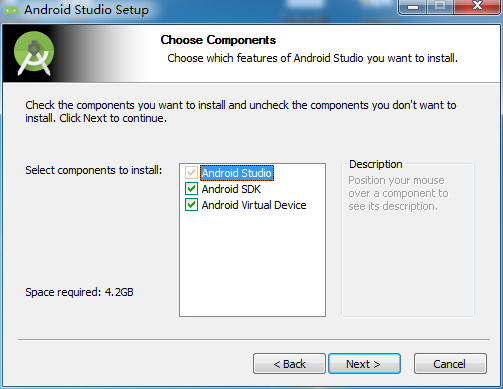 Android Studio Setup
Choose Components
Choose which features of Android Studio you want to install.
Check the components you want to install and uncheck the components you don't want to
install. Click Next to continue.
Select components to install:
Android Studio
Android SDK
Android Virtual Device
Description
Position your mouse
over a component to
see its description.
Space required: 4.2GB
< Back
Next >
Cancel